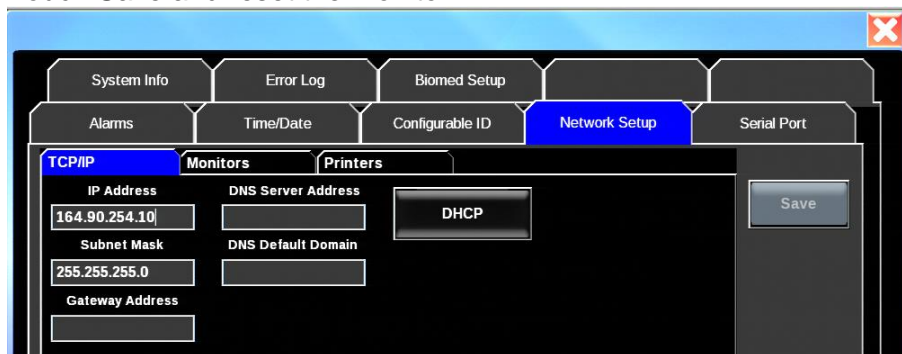 System Info Error Log Biomed Setup
Alarms Time/Date Configurable ID Network Setup Serial Port
TCP/IP Monitors Printers
IP Address DNS Server Address
164.90.254.10 DHCP Save
Subnet Mask DNS Default Domain
255.255.255.0
Gateway Address